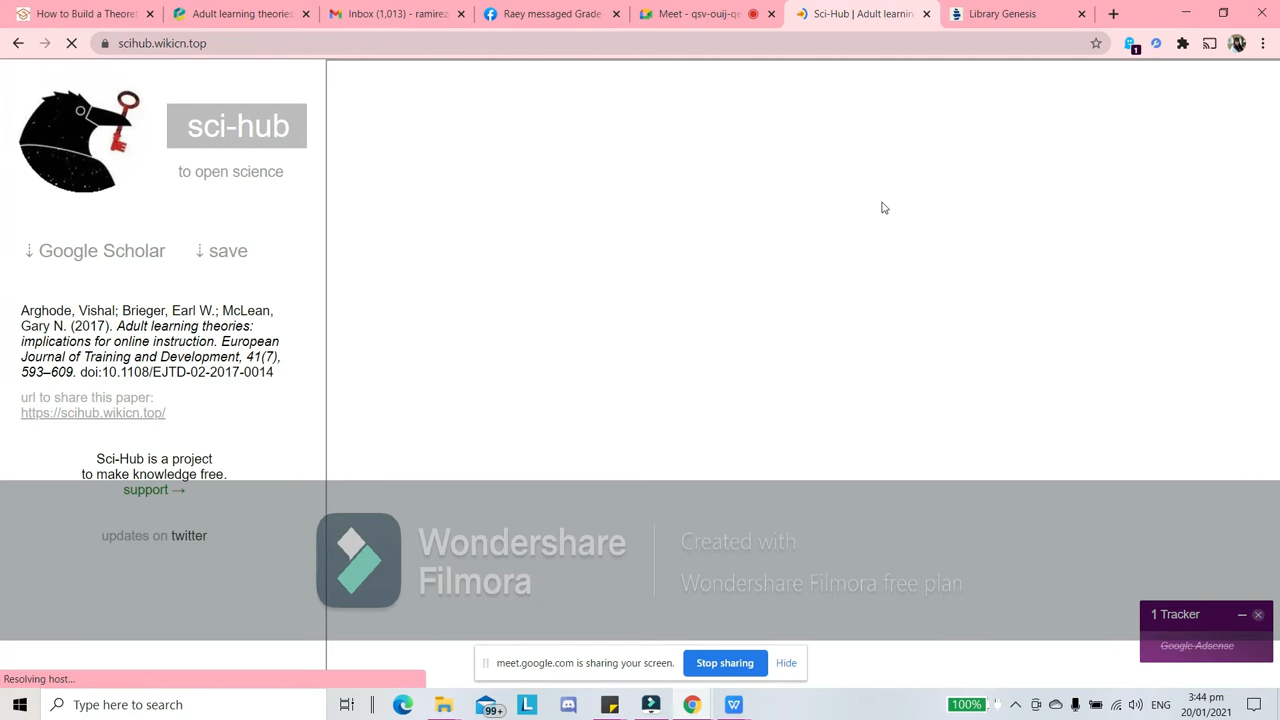 How to Build a Theoret
Adult learning theories:
Inbox (1,013) - ramirez
Raey messaged Grade
Meet - qsv-ouij-qe
Sci-Hub | Adult learnin
Library Genesis
scihub.wikicn.top
1
sci-hub
to open science
⇣ Google Scholar ⇣ save
Arghode, Vishal; Brieger, Earl W.; McLean,
Gary N. (2017). Adult learning theories:
implications for online instruction. European
Journal of Training and Development, 41(7),
593–609. doi:10.1108/EJTD-02-2017-0014
url to share this paper:
https://scihub.wikicn.top/
Sci-Hub is a project
to make knowledge free.
support →
updates on twitter
Wondershare
Filmora
Created with
Wondershare Filmora free plan
1 Tracker
Google Adsense
meet.google.com is sharing your screen.
Stop sharing
Hide
Resolving host...
Type here to search
99+
100%
ENG
3:44 pm
20/01/2021